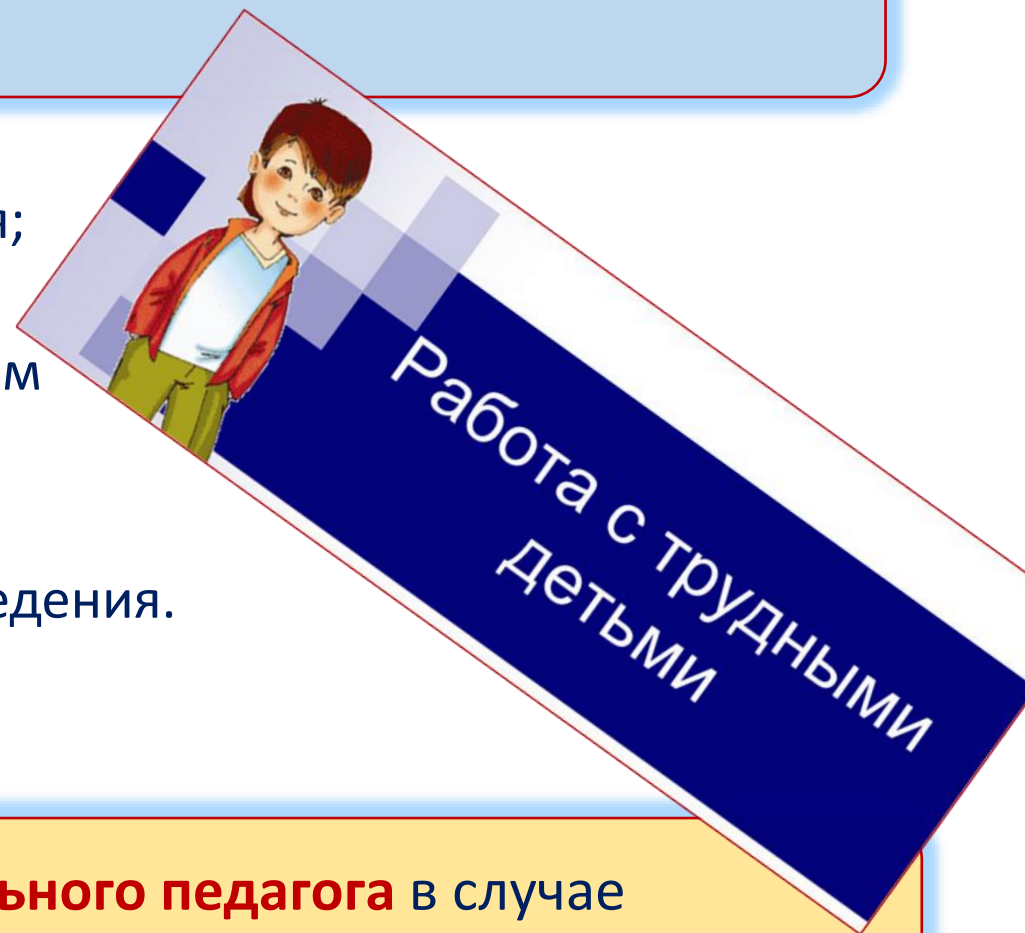 я;
м
едения.
Работа с трудными
детьми
ьного педагога в случае